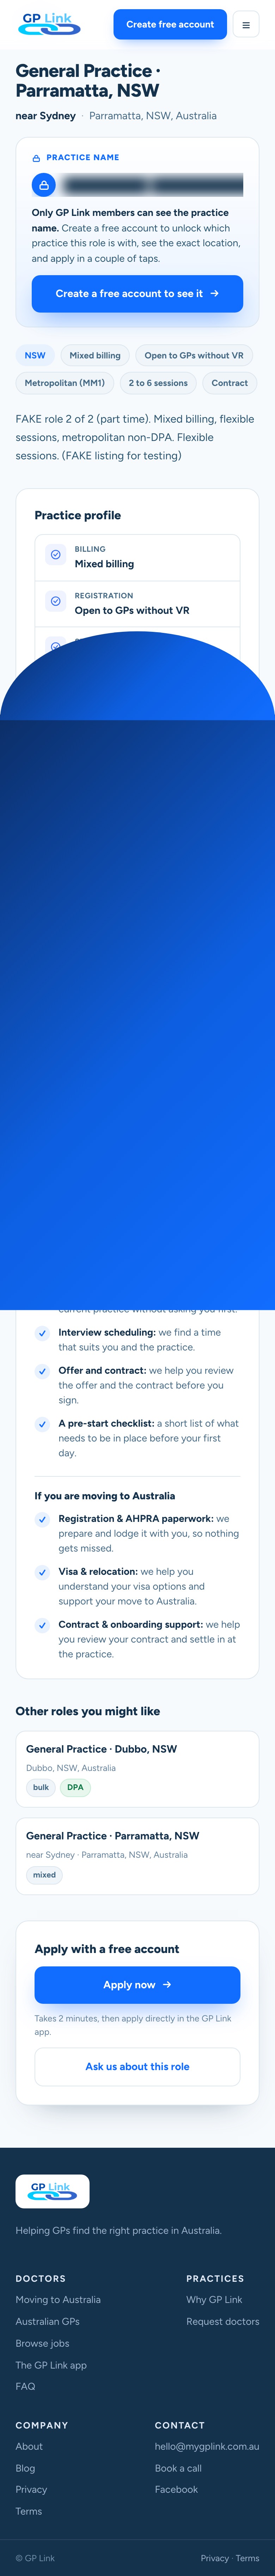 GP Link
Create free account
General Practice ·
Parramatta, NSW
near Sydney · Parramatta, NSW, Australia
PRACTICE NAME
Only GP Link members can see the practice
name. Create a free account to unlock which
practice this role is with, see the exact location,
and apply in a couple of taps.
Create a free account to see it →
NSW
Mixed billing
Open to GPs without VR
Metropolitan (MM1)
2 to 6 sessions
Contract
FAKE role 2 of 2 (part time). Mixed billing, flexible
sessions, metropolitan non-DPA. Flexible
sessions. (FAKE listing for testing)
Practice profile
BILLING
Mixed billing
REGISTRATION
Open to GPs without VR
current practice without asking you first.
Interview scheduling: we find a time
that suits you and the practice.
Offer and contract: we help you review
the offer and the contract before you
sign.
A pre-start checklist: a short list of what
needs to be in place before your first
day.
If you are moving to Australia
Registration & AHPRA paperwork: we
prepare and lodge it with you, so nothing
gets missed.
Visa & relocation: we help you
understand your visa options and
support your move to Australia.
Contract & onboarding support: we help
you review your contract and settle in at
the practice.
Other roles you might like
General Practice · Dubbo, NSW
Dubbo, NSW, Australia
bulk
DPA
General Practice · Parramatta, NSW
near Sydney · Parramatta, NSW, Australia
mixed
Apply with a free account
Apply now →
Takes 2 minutes, then apply directly in the GP Link
app.
Ask us about this role
GP Link
Helping GPs find the right practice in Australia.
DOCTORS
Moving to Australia
Australian GPs
Browse jobs
The GP Link app
FAQ
PRACTICES
Why GP Link
Request doctors
COMPANY
About
Blog
Privacy
Terms
CONTACT
hello@mygplink.com.au
Book a call
Facebook
© GP Link
Privacy · Terms